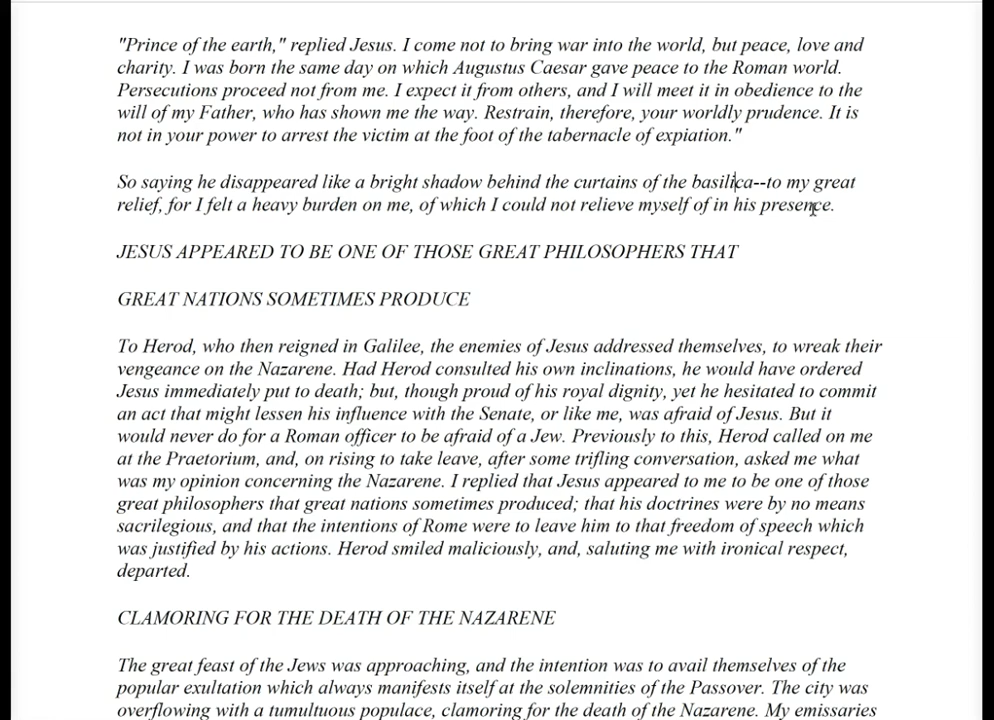 "Prince of the earth," replied Jesus. I come not to bring war into the world, but peace, love and
charity. I was born the same day on which Augustus Caesar gave peace to the Roman world.
Persecutions proceed not from me. I expect it from others, and I will meet it in obedience to the
will of my Father, who has shown me the way. Restrain, therefore, your worldly prudence. It is
not in your power to arrest the victim at the foot of the tabernacle of expiation."
So saying he disappeared like a bright shadow behind the curtains of the basilica--to my great
relief, for I felt a heavy burden on me, of which I could not relieve myself of in his presence.
JESUS APPEARED TO BE ONE OF THOSE GREAT PHILOSOPHERS THAT
GREAT NATIONS SOMETIMES PRODUCE
To Herod, who then reigned in Galilee, the enemies of Jesus addressed themselves, to wreak their
vengeance on the Nazarene. Had Herod consulted his own inclinations, he would have ordered
Jesus immediately put to death; but, though proud of his royal dignity, yet he hesitated to commit
an act that might lessen his influence with the Senate, or like me, was afraid of Jesus. But it
would never do for a Roman officer to be afraid of a Jew. Previously to this, Herod called on me
at the Praetorium, and, on rising to take leave, after some trifling conversation, asked me what
was my opinion concerning the Nazarene. I replied that Jesus appeared to me to be one of those
great philosophers that great nations sometimes produced; that his doctrines were by no means
sacrilegious, and that the intentions of Rome were to leave him to that freedom of speech which
was justified by his actions. Herod smiled maliciously, and, saluting me with ironical respect,
departed.
CLAMORING FOR THE DEATH OF THE NAZARENE
The great feast of the Jews was approaching, and the intention was to avail themselves of the
popular exultation which always manifests itself at the solemnities of the Passover. The city was
overflowing with a tumultuous populace, clamoring for the death of the Nazarene. My emissaries